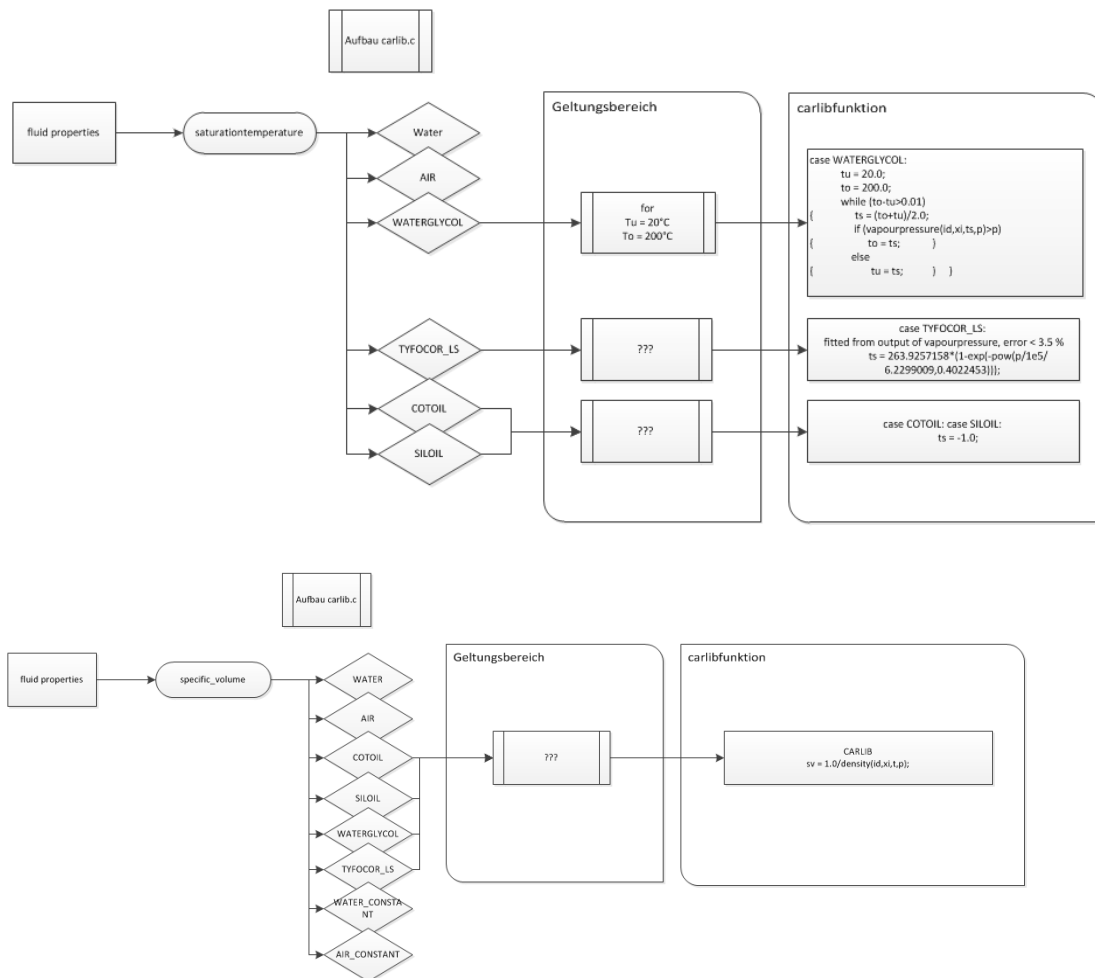 Aufbau carlib.c
Geltungsbereich
carlibfunktion
fluid properties
saturationtemperature
Water
AIR
WATERGLYCOL
for
Tu = 20°C
To = 200°C
case WATERGLYCOL:
tu = 20.0;
to = 200.0;
while (to-tu>0.01)
{ ts = (to+tu)/2.0;
if (vapourpressure(id,xi,ts,p)>p)
{ to = ts; }
else
{ tu = ts; } }
TYFOCOR_LS
???
case TYFOCOR_LS:
fitted from output of vapourpressure, error < 3.5 %
ts = 263.9257158*(1-exp(-pow(p/1e5/
6.2299009,0.4022453)));
COTOIL
SILOIL
???
case COTOIL: case SILOIL:
ts = -1.0;
Aufbau carlib.c
Geltungsbereich
carlibfunktion
fluid properties
specific_volume
WATER
AIR
COTOIL
SILOIL
WATERGLYCOL
TYFOCOR_LS
WATER_CONSTA
NT
AIR_CONSTANT
???
CARLIB
sv = 1.0/density(id,xi,t,p);